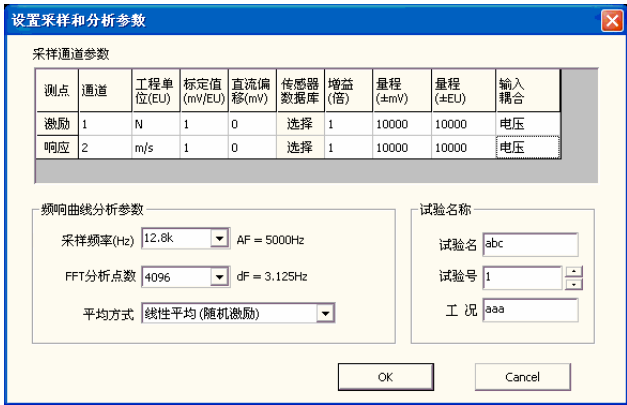 设置采样和分析参数
采样通道参数
测点 通道 工程单位(EU) 标定值(mV/EU) 直流偏移(mV) 传感器数据库 增益(倍) 量程(±mV) 量程(±EU) 输入耦合
激励 1 N 1 0 选择 1 10000 10000 电压
响应 2 m/s 1 0 选择 1 10000 10000 电压
频响曲线分析参数
采样频率(Hz) 12.8k AF = 5000Hz
FFT分析点数 4096 dF = 3.125Hz
平均方式 线性平均(随机激励)
试验名称
试验名 abc
试验号 1
工 况 aaa
OK Cancel